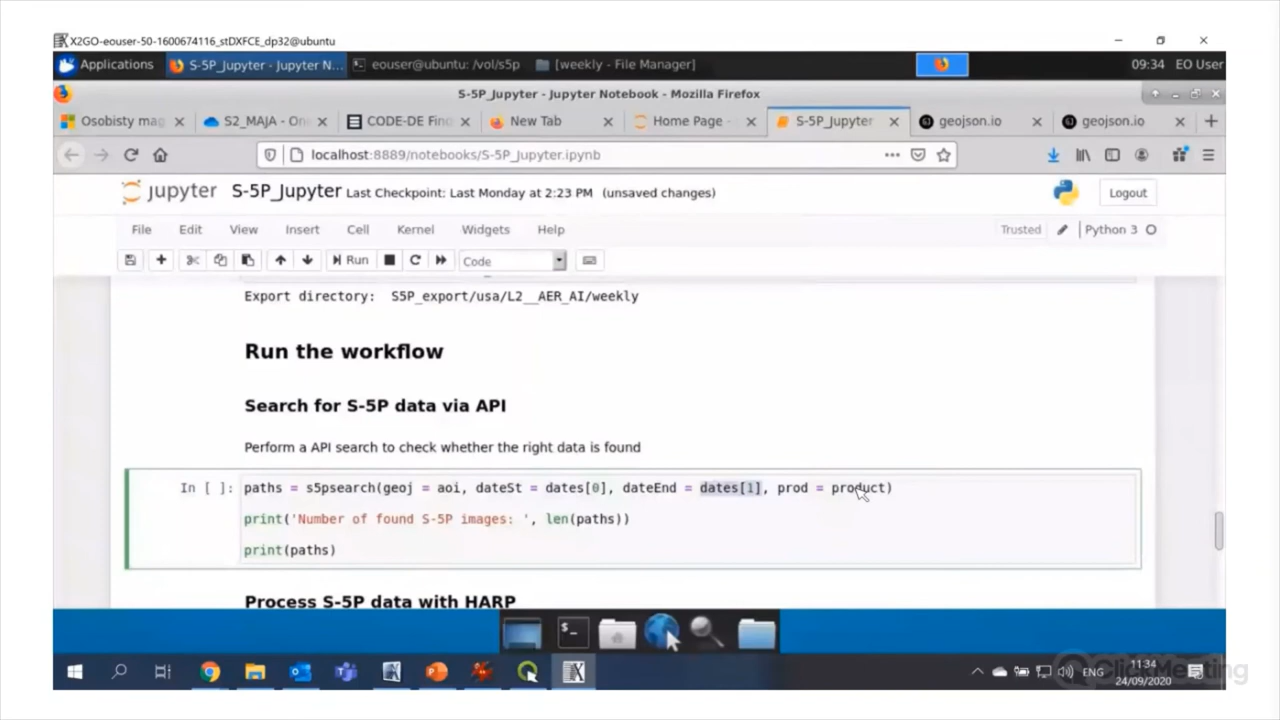 X2GO-eouser-50-1600674116_stDXFCE_dp32@ubuntu
Applications S-5P_Jupyter - Jupyter N... eouser@ubuntu: /vol/s5p [weekly - File Manager] 09:34 EO User
S-5P_Jupyter - Jupyter Notebook - Mozilla Firefox
Osobisty mag S2_MAJA - One CODE-DE Fin New Tab Home Page - S-5P_Jupyter geojson.io geojson.io
localhost:8889/notebooks/S-5P_Jupyter.ipynb
jupyter S-5P_Jupyter Last Checkpoint: Last Monday at 2:23 PM (unsaved changes) Logout
File Edit View Insert Cell Kernel Widgets Help Trusted Python 3
Run Code
Export directory: S5P_export/usa/L2__AER_AI/weekly
Run the workflow
Search for S-5P data via API
Perform a API search to check whether the right data is found
In [ ]: paths = s5psearch(geoj = aoi, dateSt = dates[0], dateEnd = dates[1], prod = product)
print('Number of found S-5P images: ', len(paths))
print(paths)
Process S-5P data with HARP
ENG 11:34
24/09/2020
ClickMeeting